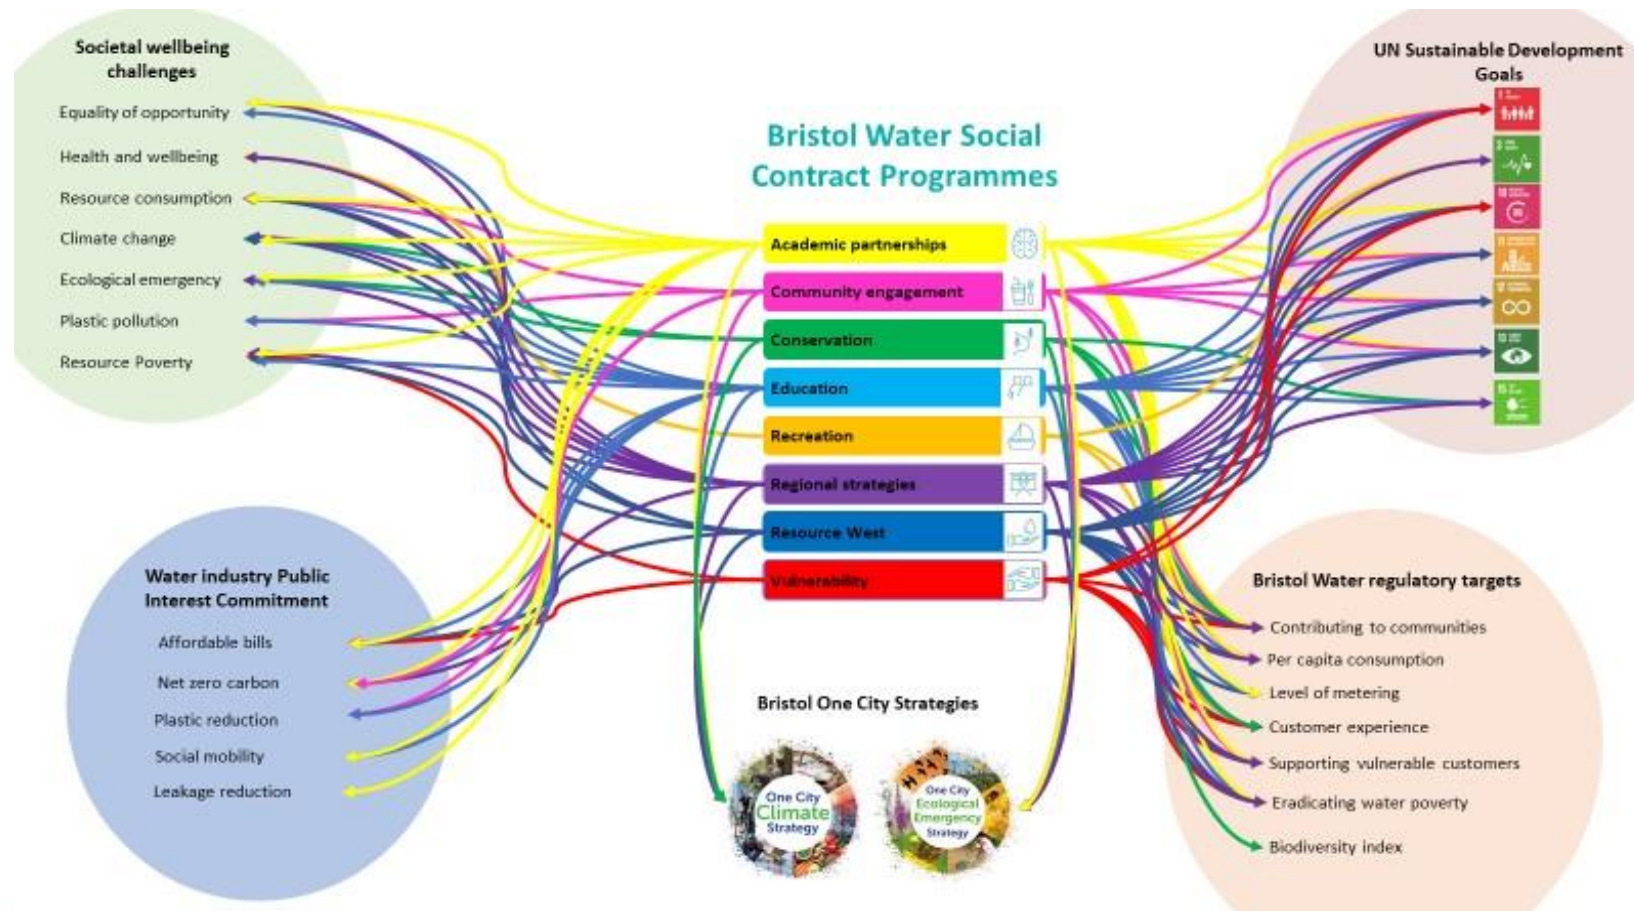 Societal wellbeing
challenges
Equality of opportunity
Health and wellbeing
Resource consumption
Climate change
Ecological emergency
Plastic pollution
Resource Poverty
Water industry Public
Interest Commitment
Affordable bills
Net zero carbon
Plastic reduction
Social mobility
Leakage reduction
Bristol Water Social
Contract Programmes
Academic partnerships
Community engagement
Conservation
Education
Recreation
Regional strategies
Resource West
Vulnerability
Bristol One City Strategies
One City
Climate
Strategy
One City
Ecological
Emergency
Strategy
UN Sustainable Development
Goals
Bristol Water regulatory targets
Contributing to communities
Per capita consumption
Level of metering
Customer experience
Supporting vulnerable customers
Eradicating water poverty
Biodiversity index